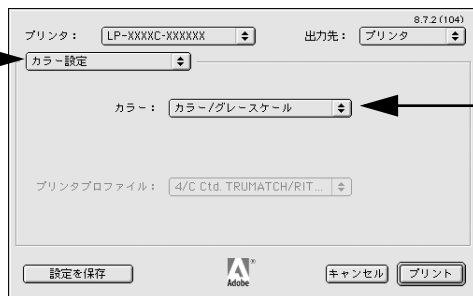 8.7.2 (104)
プリンタ： LP-XXXXC-XXXXXX 出力先： プリンタ
カラー設定
カラー： カラー/グレースケール
プリンタプロファイル： 4/C Ctd. TRUMATCH/RIT...
設定を保存 Adobe ® キャンセル プリント